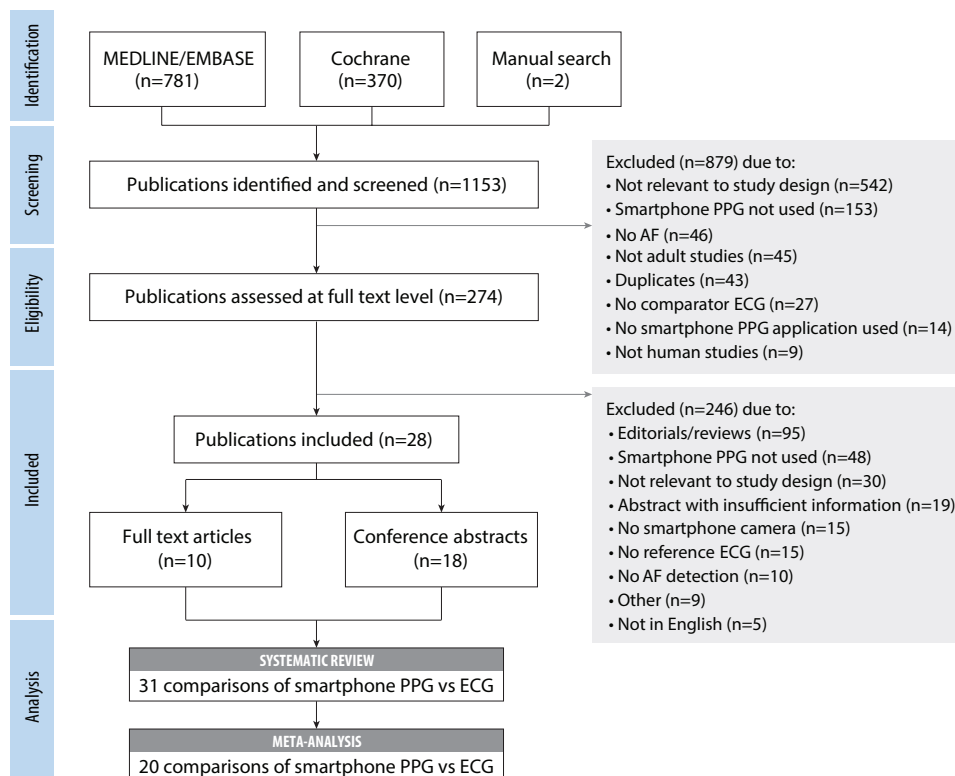 Identification
MEDLINE/EMBASE
(n=781)
Cochrane
(n=370)
Manual search
(n=2)
Screening
Publications identified and screened (n=1153)
Excluded (n=879) due to:
• Not relevant to study design (n=542)
• Smartphone PPG not used (n=153)
• No AF (n=46)
• Not adult studies (n=45)
• Duplicates (n=43)
• No comparator ECG (n=27)
• No smartphone PPG application used (n=14)
• Not human studies (n=9)
Eligibility
Publications assessed at full text level (n=274)
Excluded (n=246) due to:
• Editorials/reviews (n=95)
• Smartphone PPG not used (n=48)
• Not relevant to study design (n=30)
• Abstract with insufficient information (n=19)
• No smartphone camera (n=15)
• No reference ECG (n=15)
• No AF detection (n=10)
• Other (n=9)
• Not in English (n=5)
Included
Publications included (n=28)
Full text articles
(n=10)
Conference abstracts
(n=18)
Analysis
SYSTEMATIC REVIEW
31 comparisons of smartphone PPG vs ECG
META-ANALYSIS
20 comparisons of smartphone PPG vs ECG